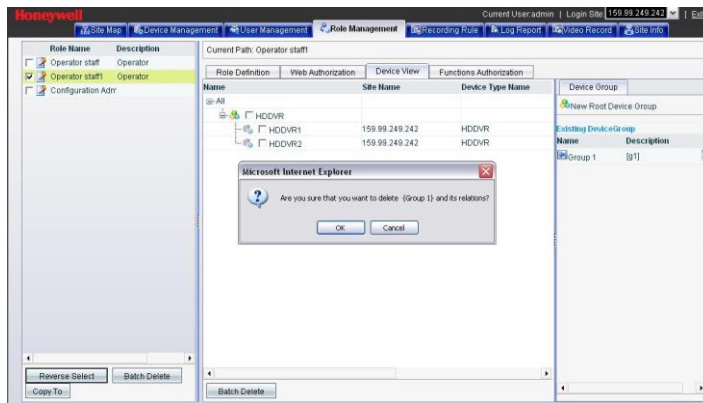 Honeywell
Current User:admin | Login Site 159.99.249.242 | Exi
Site Map Device Management User Management Role Management Recording Rule Log Report Video Record Site Info
Role Name Description
Operator staff Operator
Operator staff1 Operator
Configuration Adm
Current Path: Operator staff1
Role Definition Web Authorization Device View Functions Authorization
Name Site Name Device Type Name
All
HDDVR
HDDVR1 159.99.249.242 HDDVR
HDDVR2 159.99.249.242 HDDVR
Device Group
New Root Device Group
Existing DeviceGroup
Name Description
Group 1 [g1]
Microsoft Internet Explorer
Are you sure that you want to delete {Group 1} and its relations?
OK Cancel
Reverse Select Batch Delete
Copy To
Batch Delete